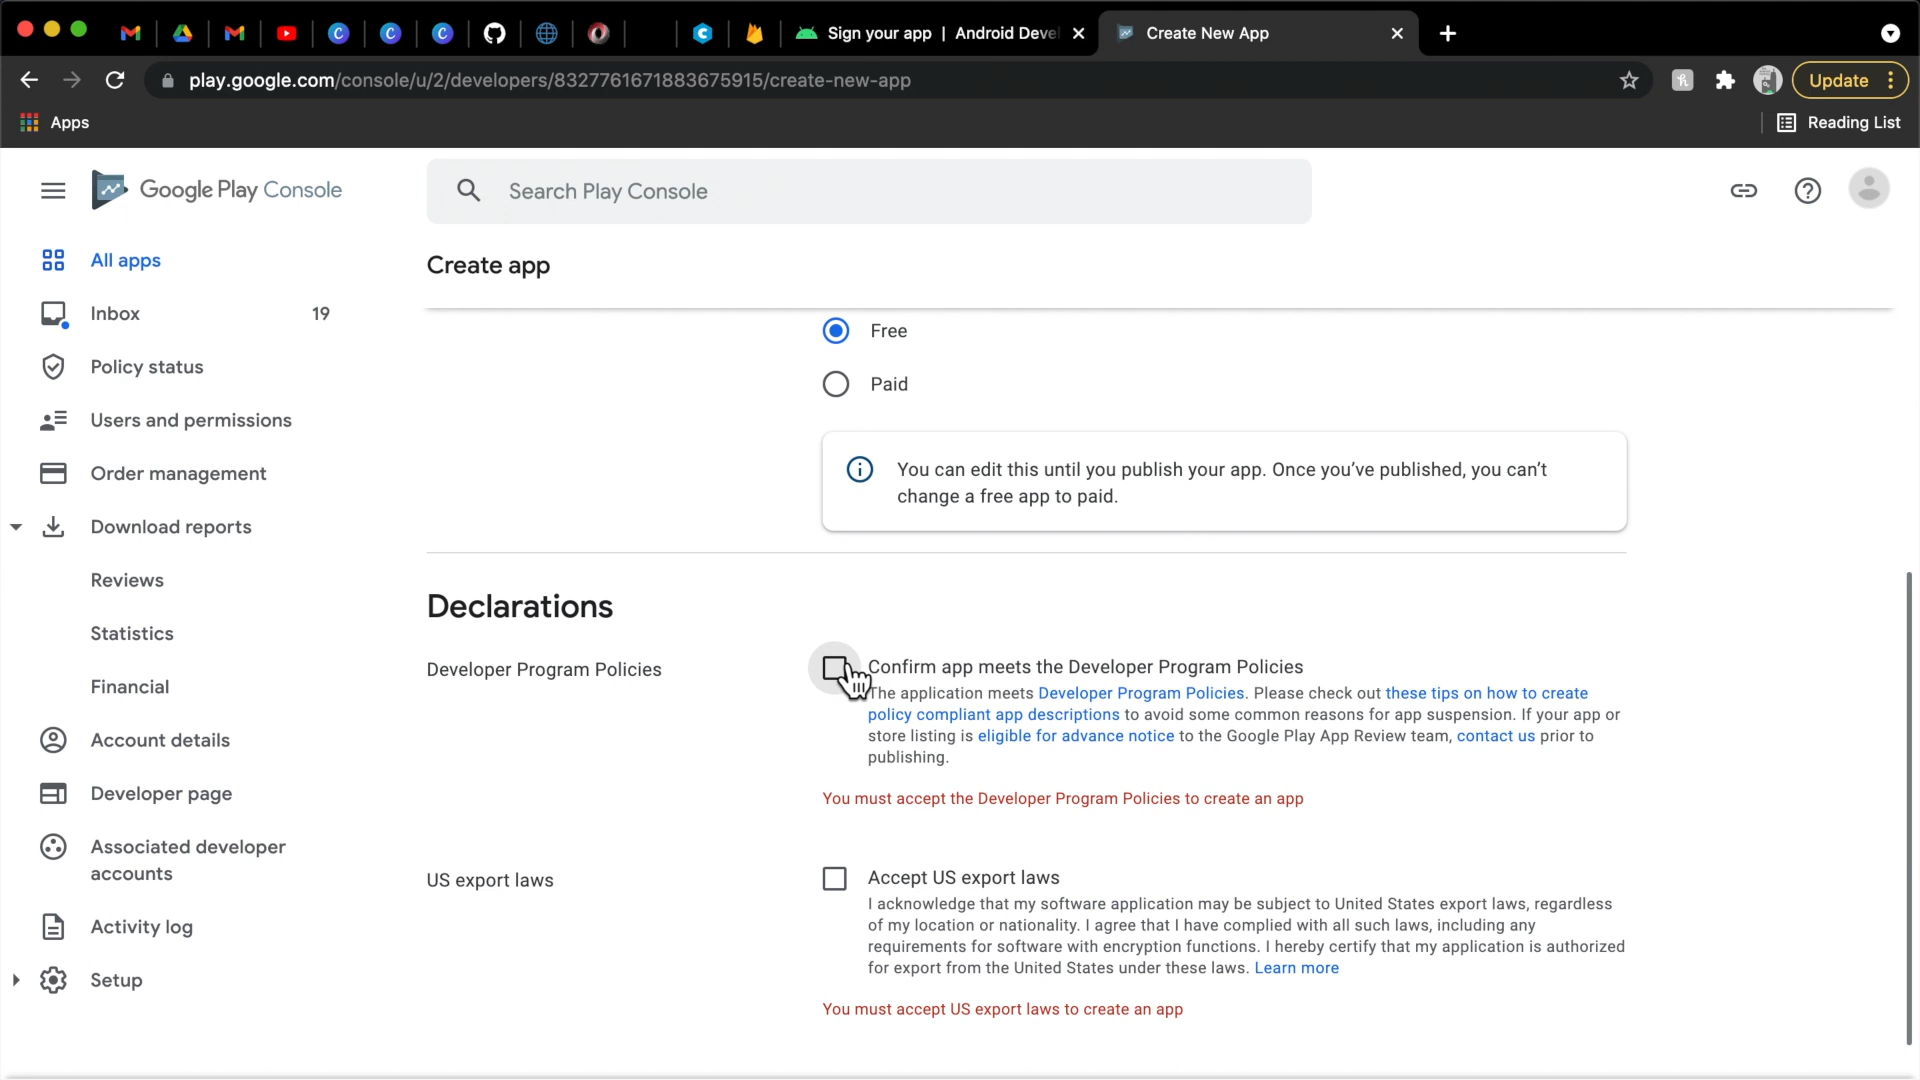 Sign your app | Android Deve
Create New App
play.google.com/console/u/2/developers/8327761671883675915/create-new-app
Update
Apps
Reading List
Google Play Console
Search Play Console
All apps
Inbox 19
Policy status
Users and permissions
Order management
Download reports
Reviews
Statistics
Financial
Account details
Developer page
Associated developer
accounts
Activity log
Setup
Create app
Free
Paid
You can edit this until you publish your app. Once you've published, you can't
change a free app to paid.
Declarations
Developer Program Policies
Confirm app meets the Developer Program Policies
The application meets Developer Program Policies. Please check out these tips on how to create
policy compliant app descriptions to avoid some common reasons for app suspension. If your app or
store listing is eligible for advance notice to the Google Play App Review team, contact us prior to
publishing.
You must accept the Developer Program Policies to create an app
US export laws
Accept US export laws
I acknowledge that my software application may be subject to United States export laws, regardless
of my location or nationality. I agree that I have complied with all such laws, including any
requirements for software with encryption functions. I hereby certify that my application is authorized
for export from the United States under these laws. Learn more
You must accept US export laws to create an app